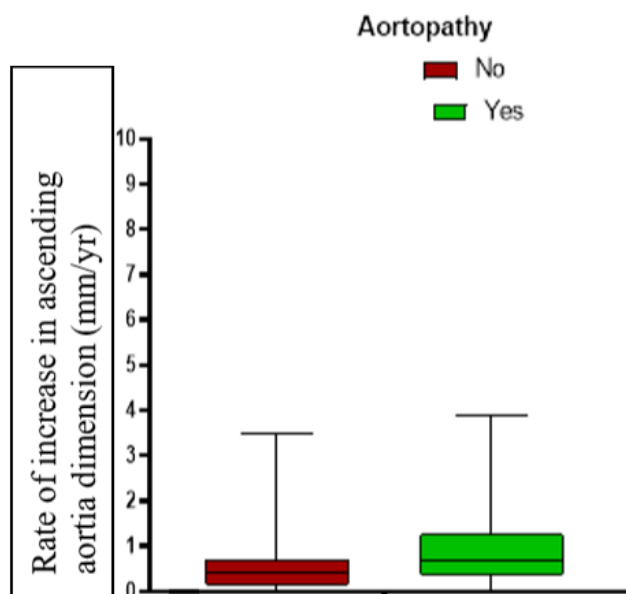 Aortopathy
No
Yes
Rate of increase in ascending
aortia dimension (mm/yr)
10
9
8
7
6
5
4
3
2
1
0